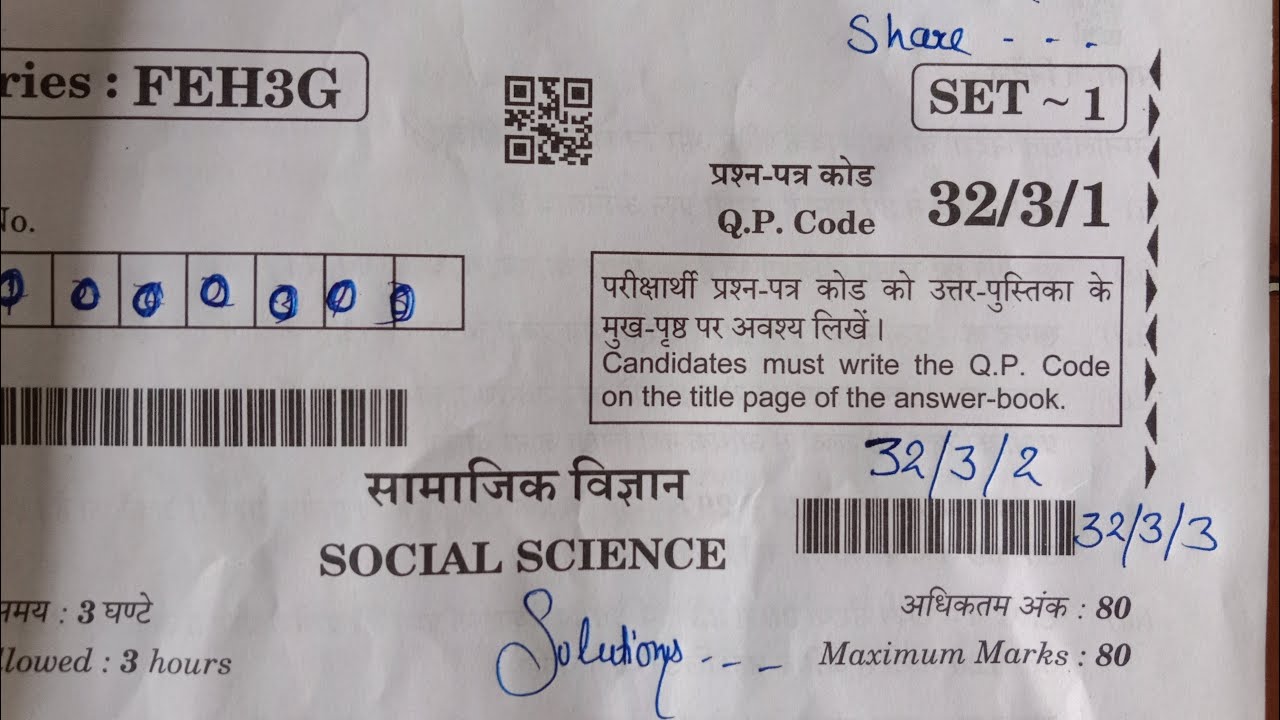 Share - - -
ries : FEH3G
SET ~ 1
प्रश्न-पत्र कोड
Q.P. Code 32/3/1
No.
परीक्षार्थी प्रश्न-पत्र कोड को उत्तर-पुस्तिका के
मुख-पृष्ठ पर अवश्य लिखें।
Candidates must write the Q.P. Code
on the title page of the answer-book.
32/3/2
सामाजिक विज्ञान
32/3/3
SOCIAL SCIENCE
समय : 3 घण्टे
अधिकतम अंक : 80
llowed : 3 hours
Solutions - - -
Maximum Marks : 80